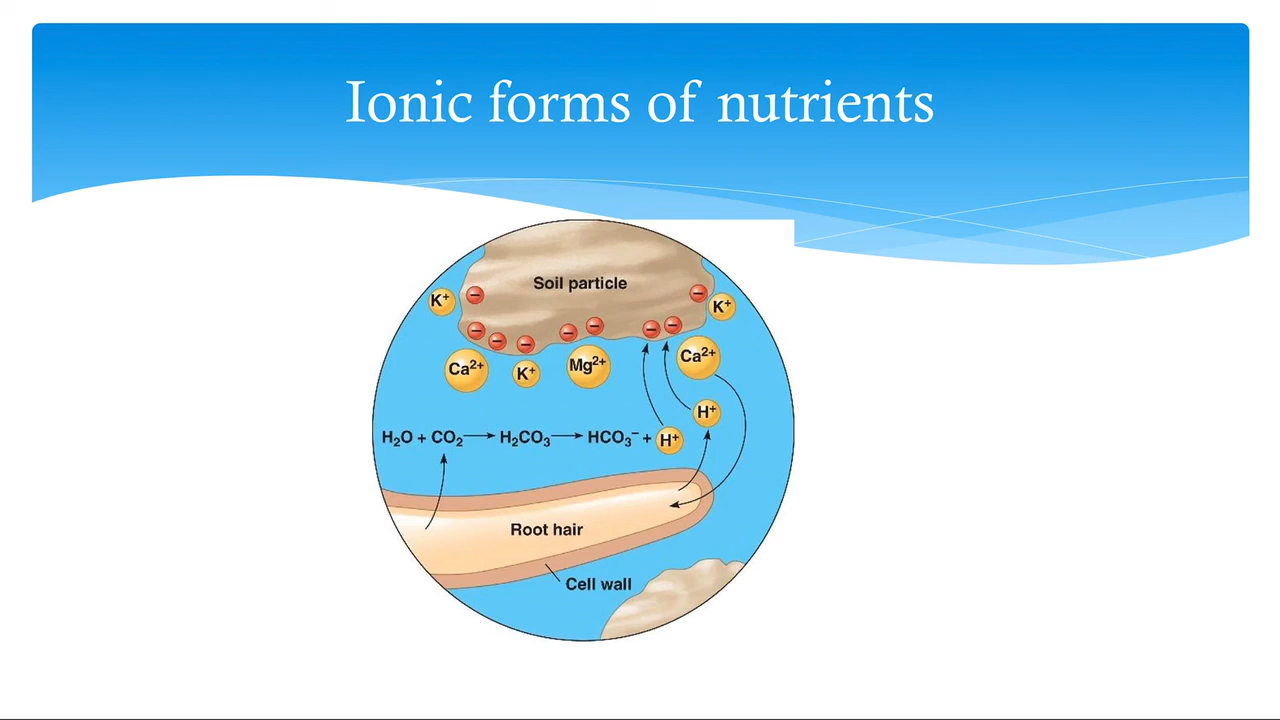 Ionic forms of nutrients
Soil particle
K⁺ − − K⁺
− − − − − − −
Ca²⁺ K⁺ Mg²⁺ Ca²⁺
H⁺
H₂O + CO₂ → H₂CO₃ → HCO₃⁻ + H⁺
Root hair
Cell wall